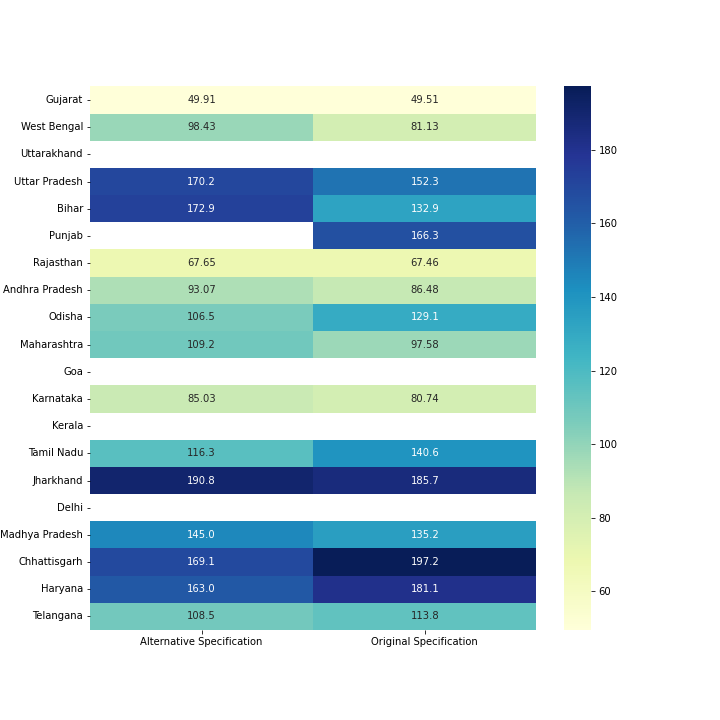 Gujarat 49.91 49.51
West Bengal 98.43 81.13
Uttarakhand
Uttar Pradesh 170.2 152.3
Bihar 172.9 132.9
Punjab 166.3
Rajasthan 67.65 67.46
Andhra Pradesh 93.07 86.48
Odisha 106.5 129.1
Maharashtra 109.2 97.58
Goa
Karnataka 85.03 80.74
Kerala
Tamil Nadu 116.3 140.6
Jharkhand 190.8 185.7
Delhi
Madhya Pradesh 145.0 135.2
Chhattisgarh 169.1 197.2
Haryana 163.0 181.1
Telangana 108.5 113.8
Alternative Specification Original Specification
180
160
140
120
100
80
60